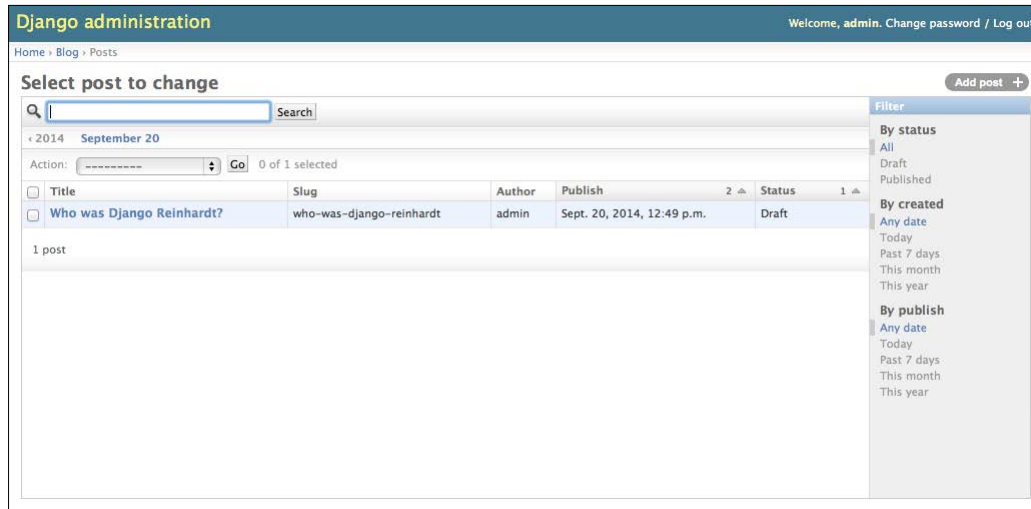 Django administration
Welcome, admin. Change password / Log out
Home › Blog › Posts
Select post to change
Add post +
Search
‹ 2014 September 20
Action: --------- Go 0 of 1 selected
Title Slug Author Publish 2 Status 1
Who was Django Reinhardt? who-was-django-reinhardt admin Sept. 20, 2014, 12:49 p.m. Draft
1 post
Filter
By status
All
Draft
Published
By created
Any date
Today
Past 7 days
This month
This year
By publish
Any date
Today
Past 7 days
This month
This year